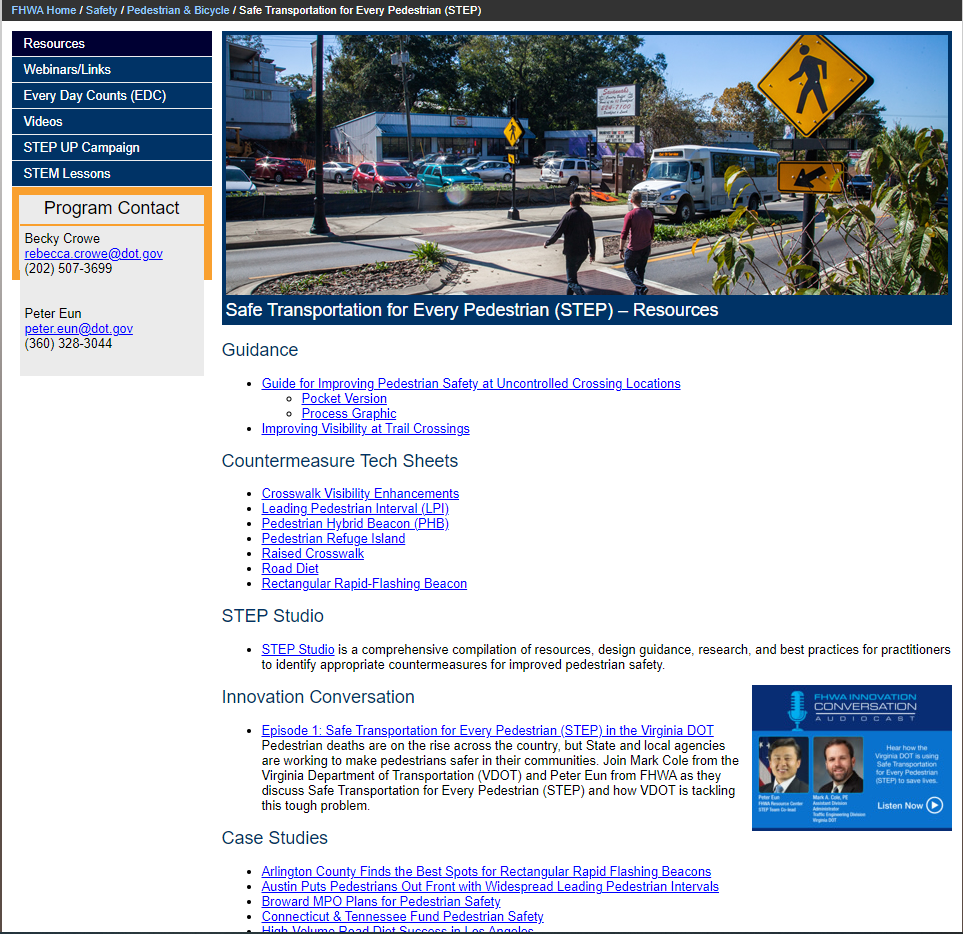 FHWA Home / Safety / Pedestrian & Bicycle / Safe Transportation for Every Pedestrian (STEP)
Resources
Webinars/Links
Every Day Counts (EDC)
Videos
STEP UP Campaign
STEM Lessons
Program Contact
Becky Crowe
rebecca.crowe@dot.gov
(202) 507-3699
Peter Eun
peter.eun@dot.gov
(360) 328-3044
Safe Transportation for Every Pedestrian (STEP) – Resources
Guidance
Guide for Improving Pedestrian Safety at Uncontrolled Crossing Locations
Pocket Version
Process Graphic
Improving Visibility at Trail Crossings
Countermeasure Tech Sheets
Crosswalk Visibility Enhancements
Leading Pedestrian Interval (LPI)
Pedestrian Hybrid Beacon (PHB)
Pedestrian Refuge Island
Raised Crosswalk
Road Diet
Rectangular Rapid-Flashing Beacon
STEP Studio
STEP Studio is a comprehensive compilation of resources, design guidance, research, and best practices for practitioners
to identify appropriate countermeasures for improved pedestrian safety.
Innovation Conversation
Episode 1: Safe Transportation for Every Pedestrian (STEP) in the Virginia DOT
Pedestrian deaths are on the rise across the country, but State and local agencies
are working to make pedestrians safer in their communities. Join Mark Cole from the
Virginia Department of Transportation (VDOT) and Peter Eun from FHWA as they
discuss Safe Transportation for Every Pedestrian (STEP) and how VDOT is tackling
this tough problem.
FHWA INNOVATION
CONVERSATION
AUDIOCAST
Hear how the
Virginia DOT is using
Safe Transportation
for Every Pedestrian
(STEP) to save lives.
Listen Now
Peter Eun
FHWA Resource Center
STEP Team Co-lead
Mark A. Cole, PE
Assistant Division
Administrator
Traffic Engineering Division
Virginia DOT
Case Studies
Arlington County Finds the Best Spots for Rectangular Rapid Flashing Beacons
Austin Puts Pedestrians Out Front with Widespread Leading Pedestrian Intervals
Broward MPO Plans for Pedestrian Safety
Connecticut & Tennessee Fund Pedestrian Safety
High Volume Road Diet Success in Los Angeles